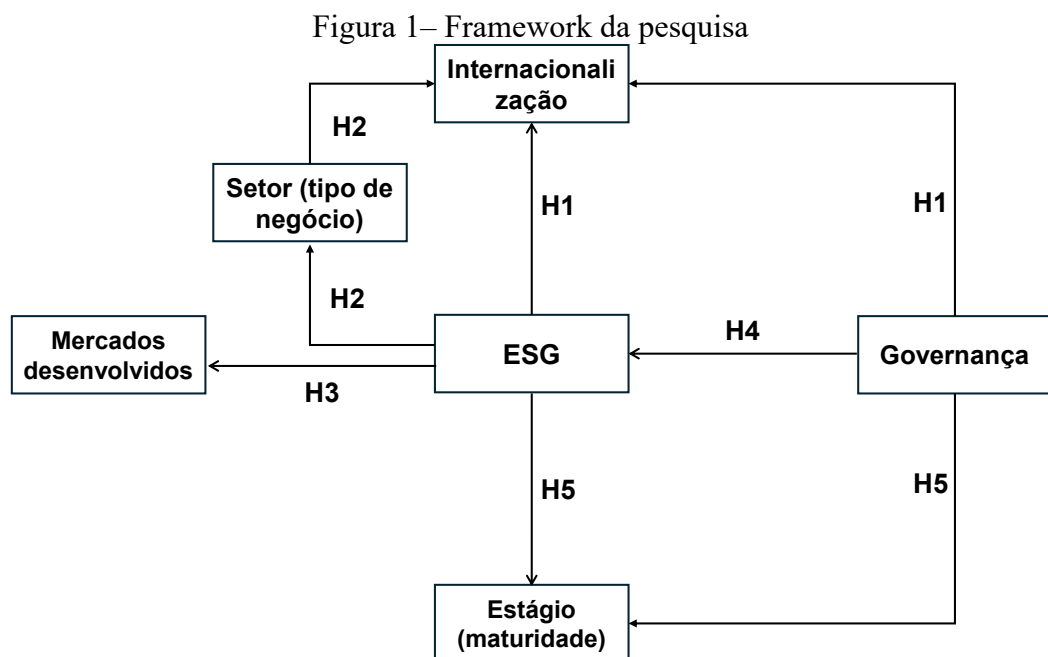 Figura 1– Framework da pesquisa
Internacionali
zação
H2
Setor (tipo de
negócio)
H1
H1
H2
Mercados
desenvolvidos
ESG
H4
Governança
H3
H5
H5
Estágio
(maturidade)